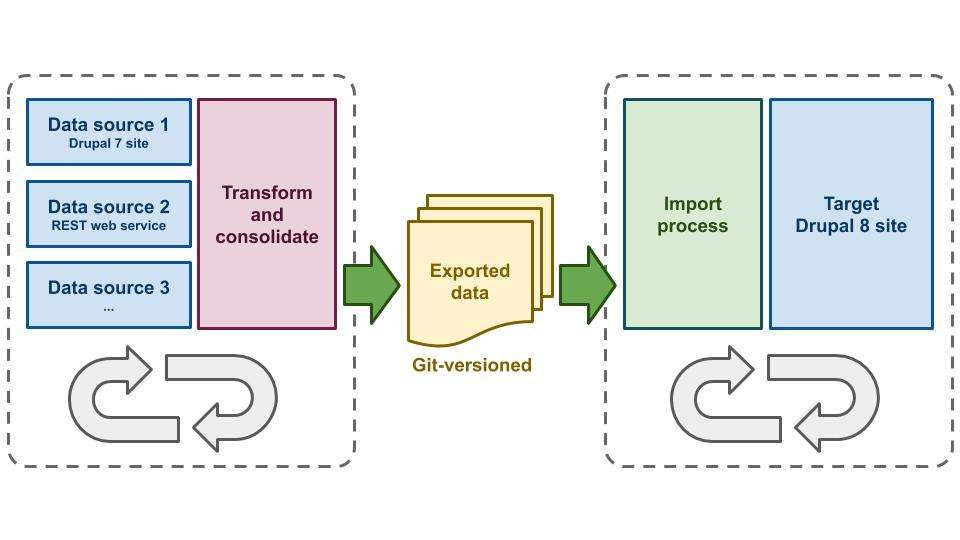 Data source 1
Drupal 7 site
Data source 2
REST web service
Data source 3
...
Transform
and
consolidate
Exported
data
Git-versioned
Import
process
Target
Drupal 8 site